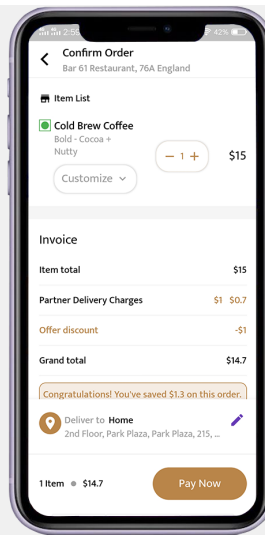 2:55 42%
Confirm Order
Bar 61 Restaurant, 76A England
Item List
Cold Brew Coffee
Bold - Cocoa +
Nutty
− 1 + $15
Customize
Invoice
Item total $15
Partner Delivery Charges $1 $0.7
Offer discount -$1
Grand total $14.7
Congratulations! You've saved $1.3 on this order.
Deliver to Home
2nd Floor, Park Plaza, Park Plaza, 215, ...
1 Item $14.7 Pay Now